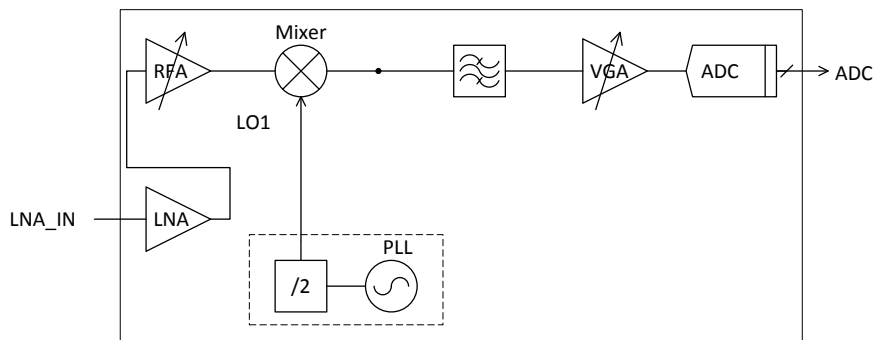 Mixer
RFA
VGA
ADC
ADC
LO1
LNA_IN
LNA
PLL
/2